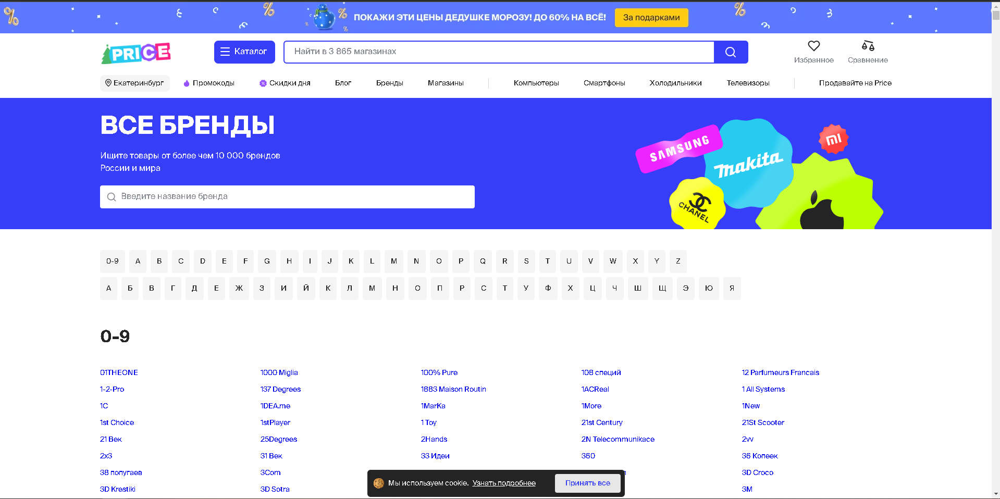 ПОКАЖИ ЭТИ ЦЕНЫ ДЕДУШКЕ МОРОЗУ! ДО 60% НА ВСЁ! За подарками
PRICE Каталог Найти в 3 865 магазинах Избранное Сравнение
Екатеринбург Промокоды Скидки дня Блог Бренды Магазины Компьютеры Смартфоны Холодильники Телевизоры Продавайте на Price
ВСЕ БРЕНДЫ
Ищите товары от более чем 10 000 брендов
России и мира
Введите название бренда
SAMSUNG
makita
mi
CHANEL
0-9 A B C D E F G H I J K L M N O P Q R S T U V W X Y Z
А Б В Г Д Е Ж З И Й К Л М Н О П Р С Т У Ф Х Ц Ч Ш Щ Э Ю Я
0-9
01THEONE 1000 Miglia 100% Pure 108 специй 12 Parfumeurs Francais
1-2-Pro 137 Degrees 1883 Maison Routin 1ACReal 1 All Systems
1С 1DEA.me 1MarKa 1More 1New
1st Choice 1stPlayer 1 Toy 21st Century 21St Scooter
21 Век 25Degrees 2Hands 2N Telecommunikace 2vv
2x3 31 Век 33 Идеи 360 36 Копеек
38 попугаев 3Com 3D Croco
3D Krestiki 3D Sotra 3M
Мы используем cookie. Узнать подробнее Принять все